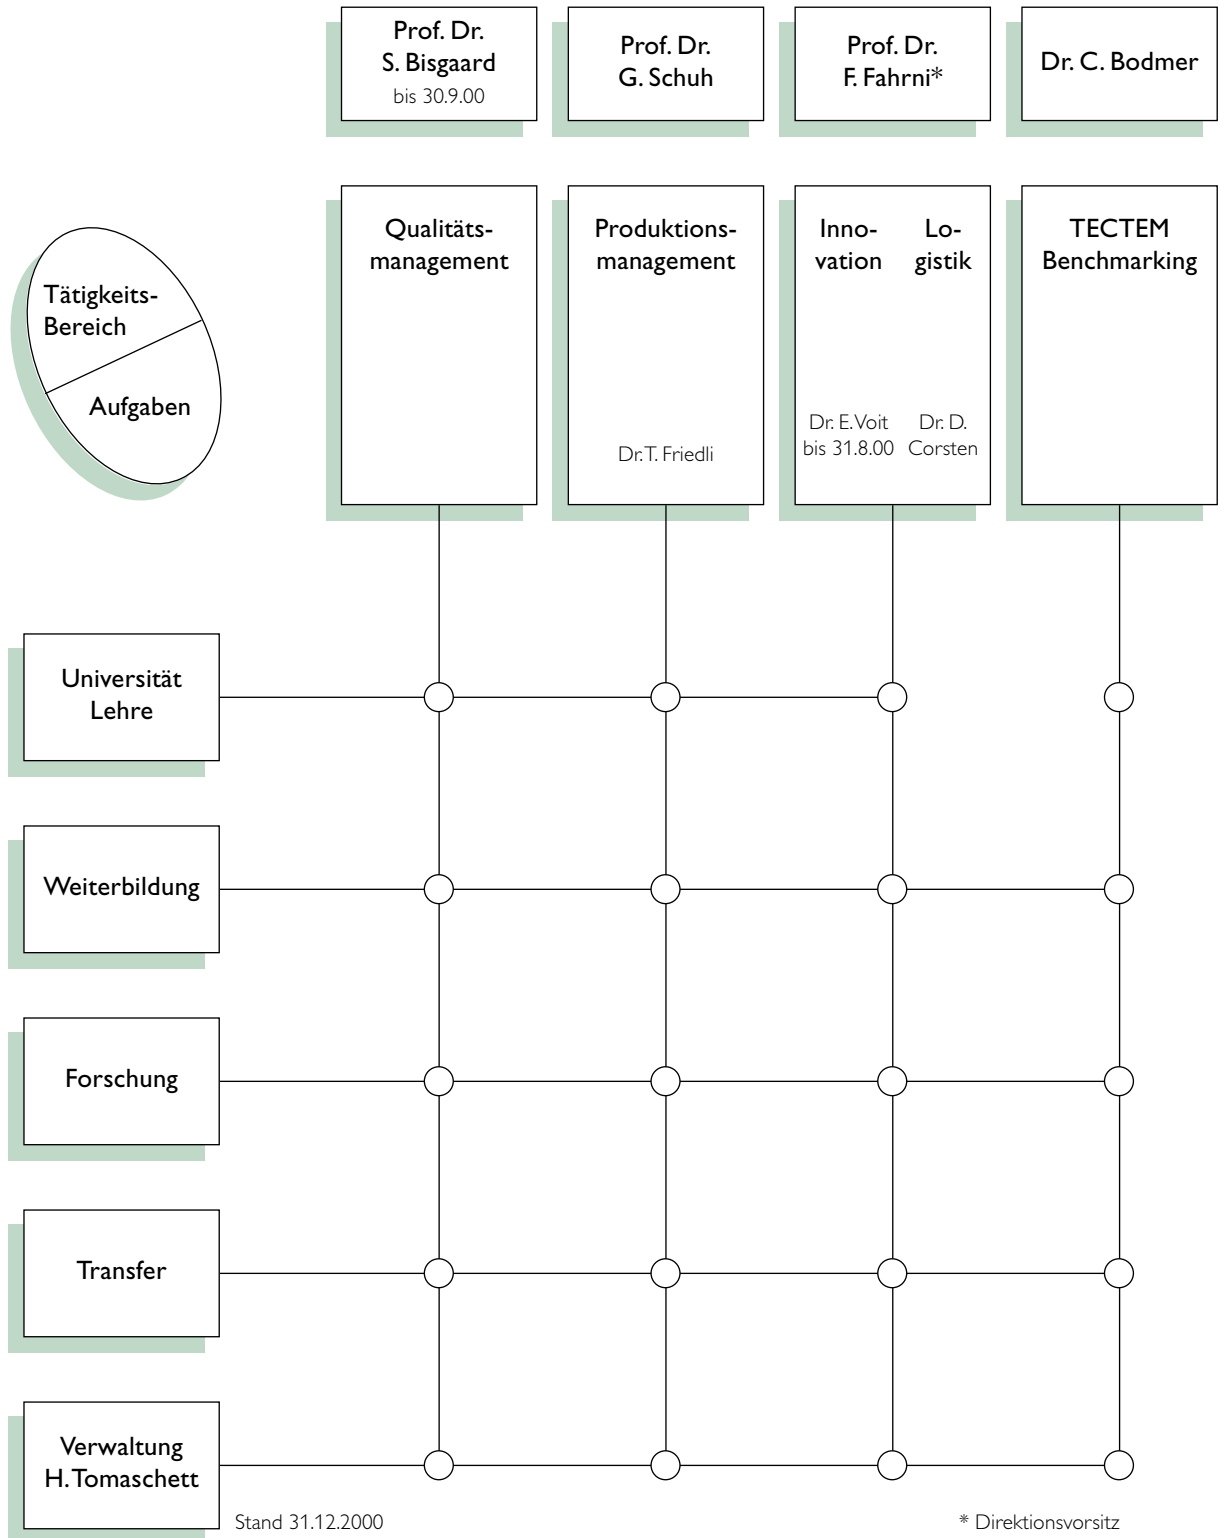 Prof. Dr.
S. Bisgaard
bis 30.9.00
Prof. Dr.
G. Schuh
Prof. Dr.
F. Fahrni*
Dr. C. Bodmer
Tätigkeits-
Bereich
Aufgaben
Qualitäts-
management
Produktions-
management
Dr. T. Friedli
Inno-
vation
Dr. E. Voit
bis 31.8.00
Lo-
gistik
Dr. D.
Corsten
TECTEM
Benchmarking
Universität
Lehre
Weiterbildung
Forschung
Transfer
Verwaltung
H. Tomaschett
Stand 31.12.2000
* Direktionsvorsitz